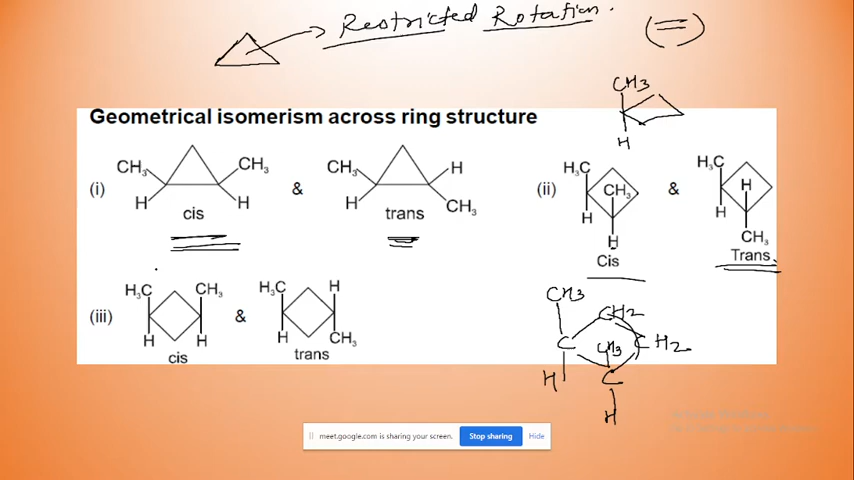 Restricted Rotation.
(=)
CH3
H
Geometrical isomerism across ring structure
CH₃ CH₃ CH₃ H H₃C CH₃ H₃C H
(i) & (ii) &
H H H CH₃ H H H CH₃
cis trans Cis Trans
H₃C CH₃ H₃C H
(iii) &
H H H CH₃
cis trans
CH3
CH2
C CH3 CH2
H C
H
meet.google.com is sharing your screen. Stop sharing Hide